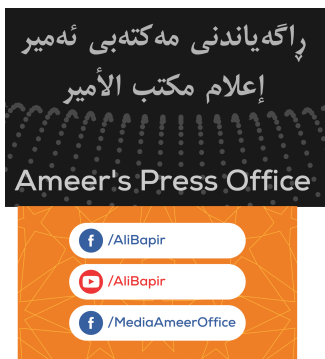 ڕاگەیاندنی مەکتەبی ئەمیر
إعلام مكتب الأمير
Ameer's Press Office
/AliBapir
/AliBapir
/MediaAmeerOffice